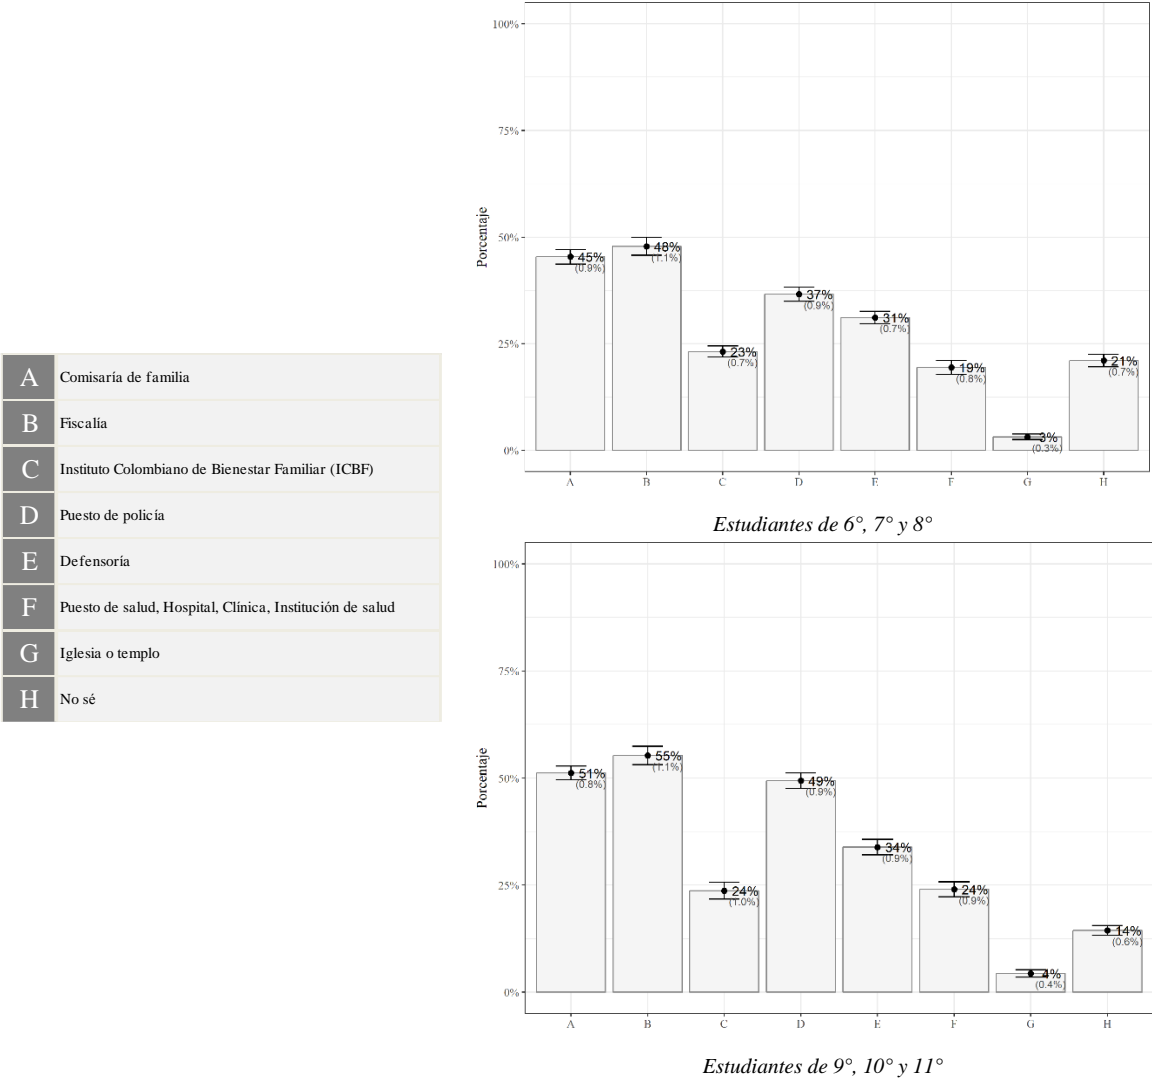 A Comisaría de familia
B Fiscalía
C Instituto Colombiano de Bienestar Familiar (ICBF)
D Puesto de policía
E Defensoría
F Puesto de salud, Hospital, Clínica, Institución de salud
G Iglesia o templo
H No sé
Porcentaje
100%
75%
50%
25%
0%
45% (0.9%)
48% (1.1%)
23% (0.7%)
37% (0.9%)
31% (0.7%)
19% (0.8%)
3% (0.3%)
21% (0.7%)
A B C D E F G H
Estudiantes de 6°, 7° y 8°
Porcentaje
100%
75%
50%
25%
0%
51% (0.8%)
55% (1.1%)
24% (1.0%)
49% (0.9%)
34% (0.9%)
24% (0.9%)
4% (0.4%)
14% (0.6%)
A B C D E F G H
Estudiantes de 9°, 10° y 11°